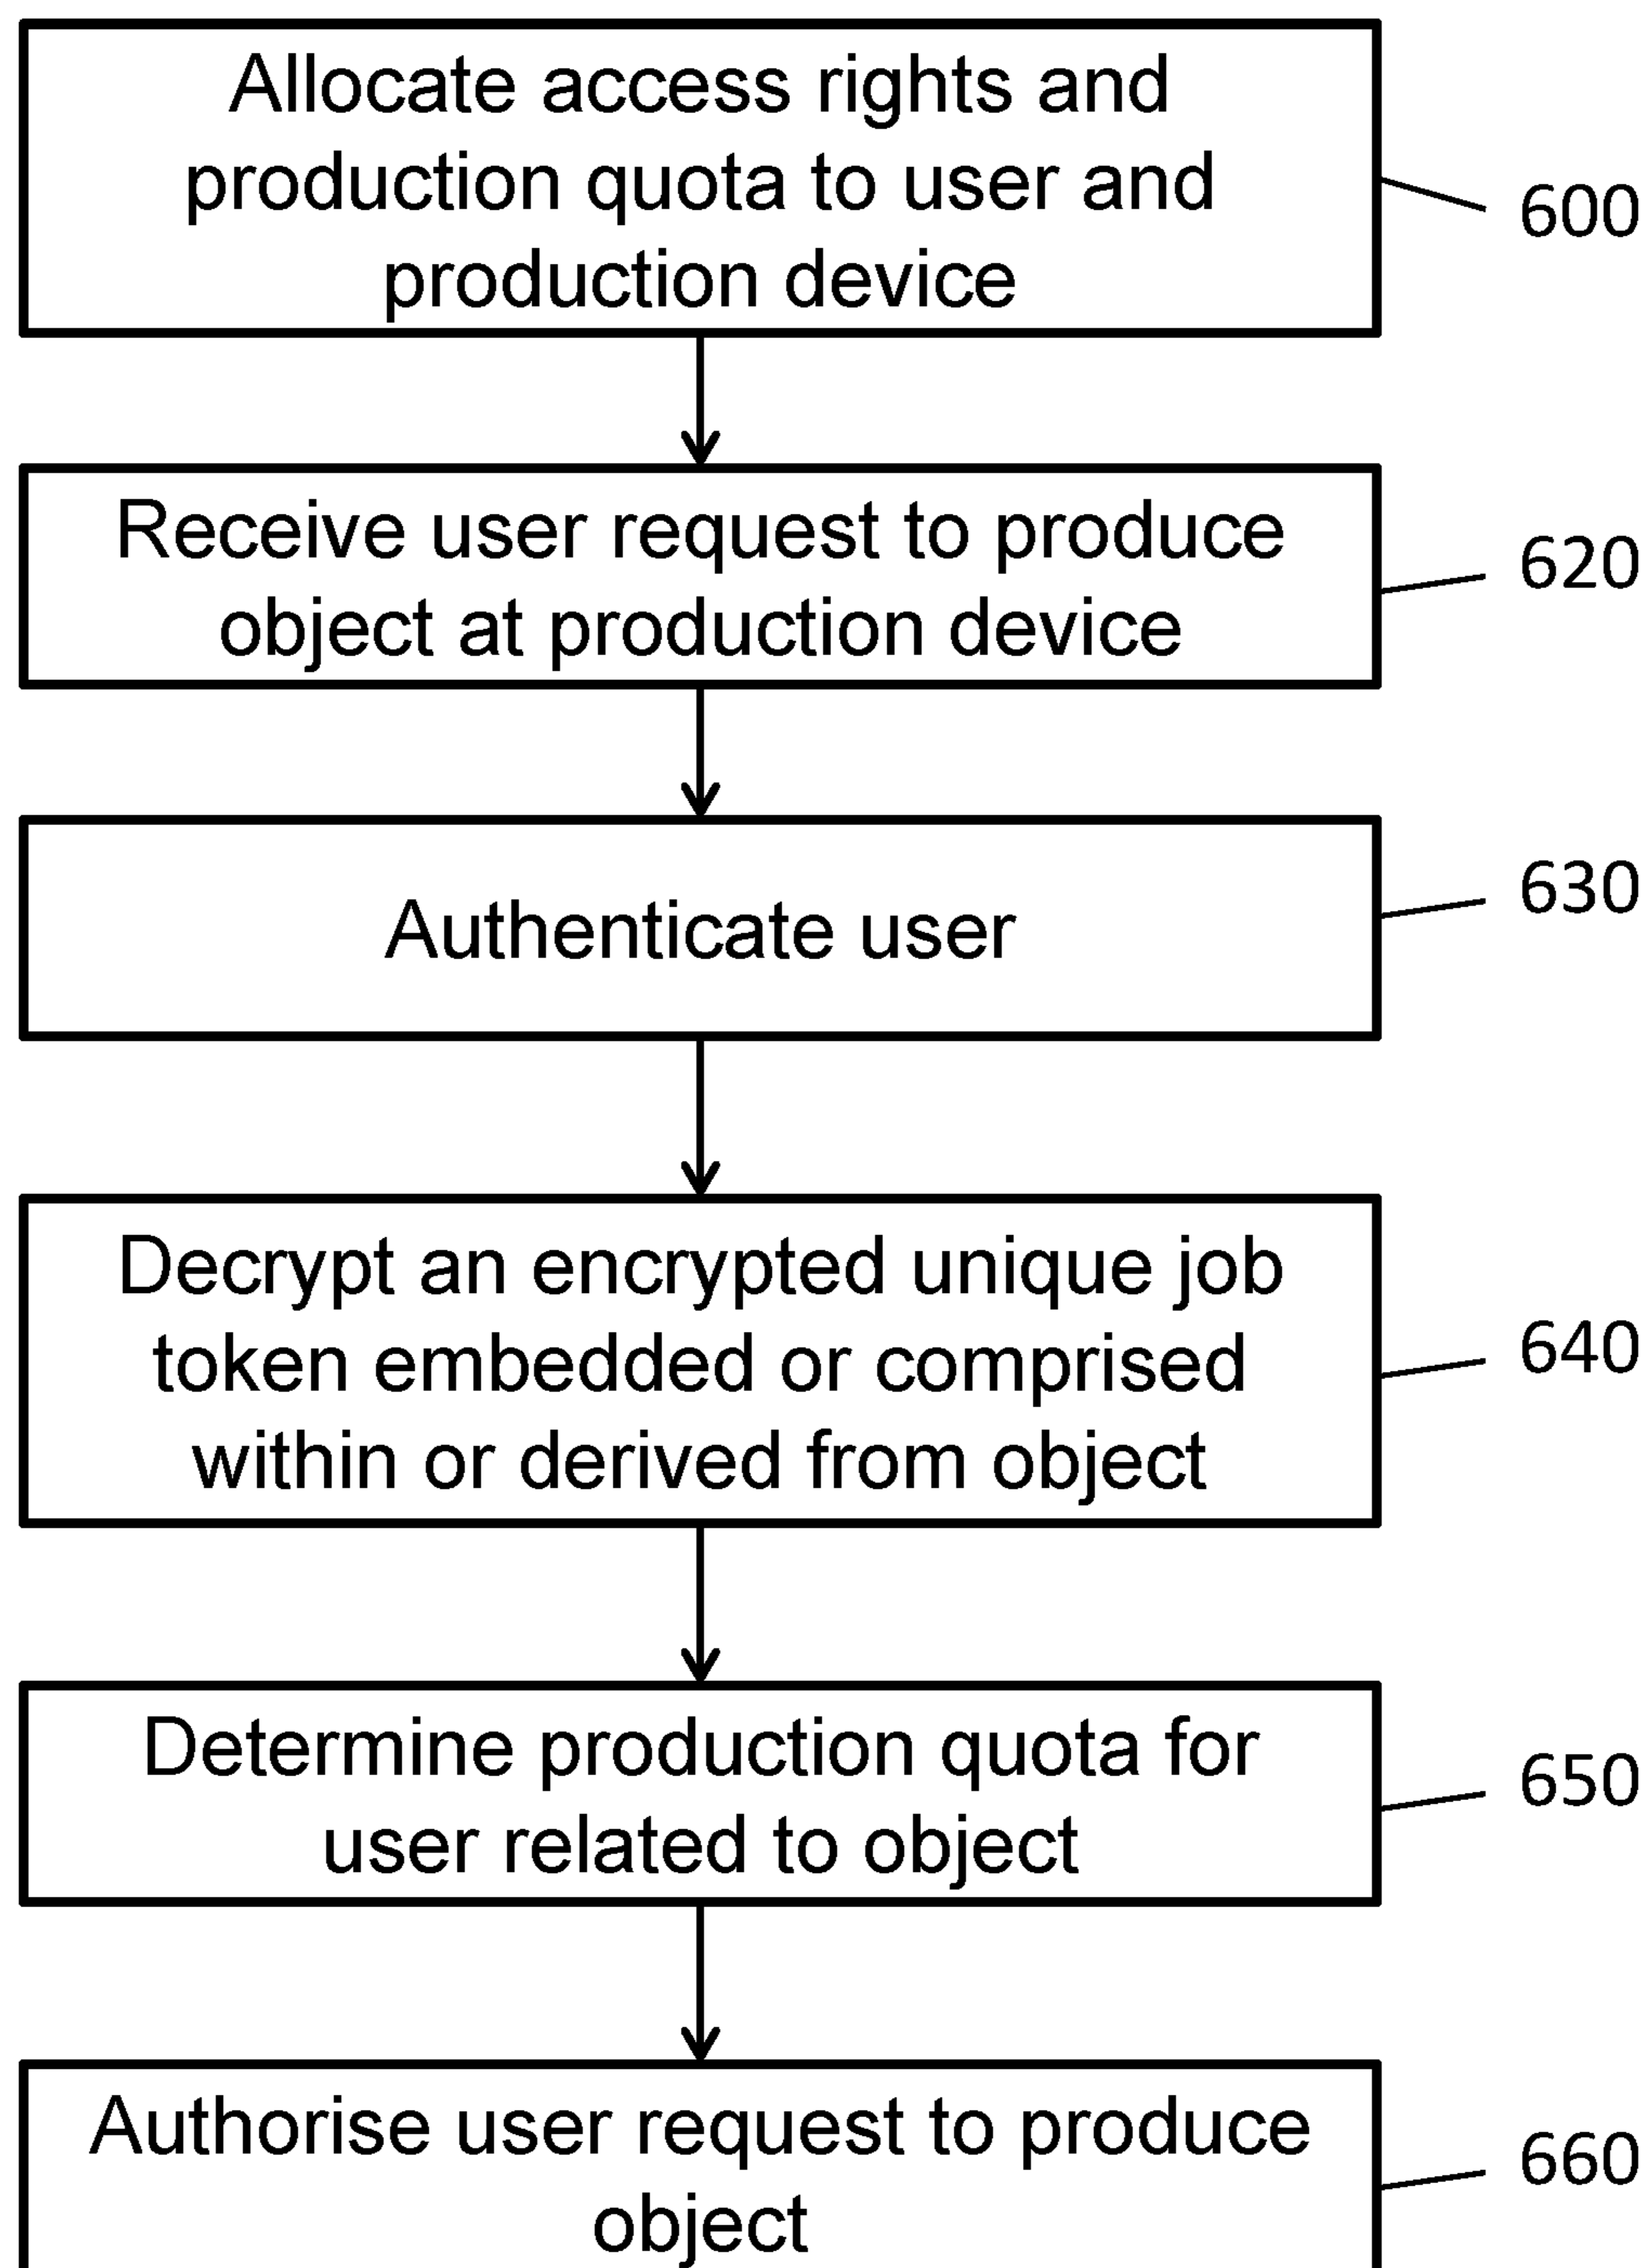 Allocate access rights and
production quota to user and
production device
600
Receive user request to produce
object at production device
620
Authenticate user
630
Decrypt an encrypted unique job
token embedded or comprised
within or derived from object
640
Determine production quota for
user related to object
650
Authorise user request to produce
object
660